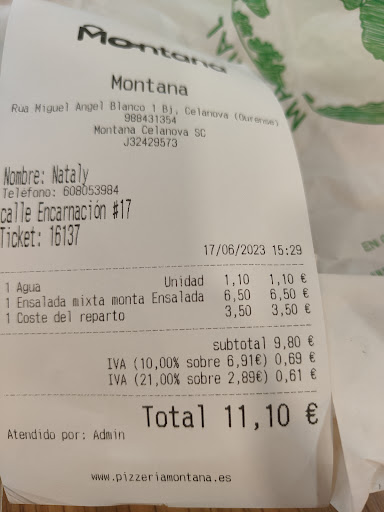 Montana
Montana
Rua Miguel Angel Blanco 1 Bj. Celanova (Ourense)
988431354
Montana Celanova SC
J32429573
Nombre: Nataly
Teléfono: 608053984
calle Encarnación #17
Ticket: 16137
17/06/2023 15:29
1 Agua Unidad 1,10 1,10 €
1 Ensalada mixta monta Ensalada 6,50 6,50 €
1 Coste del reparto 3,50 3,50 €
subtotal 9,80 €
IVA (10,00% sobre 6,91€) 0,69 €
IVA (21,00% sobre 2,89€) 0,61 €
Total 11,10 €
Atendido por: Admin
www.pizzeriamontana.es